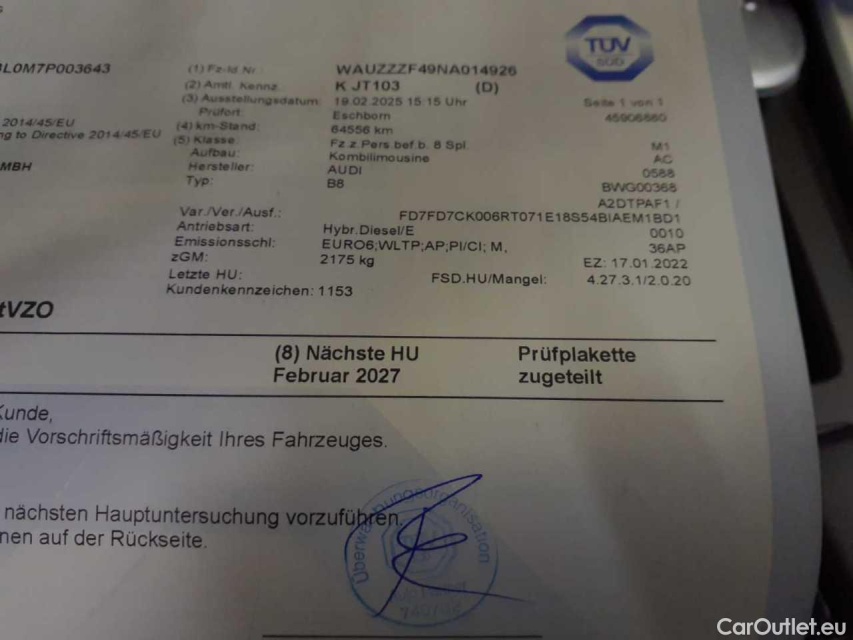 BL0M7P003643
(1) Fz-Id Nr WAUZZZF49NA014926
TÜV
SÜD
(2) Amtl. Kennz. K JT103 (D)
(3) Ausstellungsdatum: 19.02.2025 15:15 Uhr Seite 1 von 1
Prüfort: Eschborn 45906860
2014/45/EU
ng to Directive 2014/45/EU
(4) km-Stand: 64556 km
(5) Klasse: Fz.z.Pers.bef.b. 8 Spl. M1
MBH
Aufbau: Kombilimousine AC
Hersteller: AUDI 0588
Typ: B8 BWG00368
A2DTPAF1 /
Var./Ver./Ausf.: FD7FD7CK006RT071E18S54BIAEM1BD1
Antriebsart: Hybr.Diesel/E 0010
Emissionsschl: EURO6;WLTP;AP;PI/CI; M, 36AP
zGM: 2175 kg EZ: 17.01.2022
Letzte HU: FSD.HU/Mangel: 4.27.3.1/2.0.20
Kundenkennzeichen: 1153
tVZO
(8) Nächste HU Prüfplakette
Februar 2027 zugeteilt
Kunde,
die Vorschriftsmäßigkeit Ihres Fahrzeuges.
nächsten Hauptuntersuchung vorzuführen.
nen auf der Rückseite.
Überwachungsorganisation
CarOutlet.eu